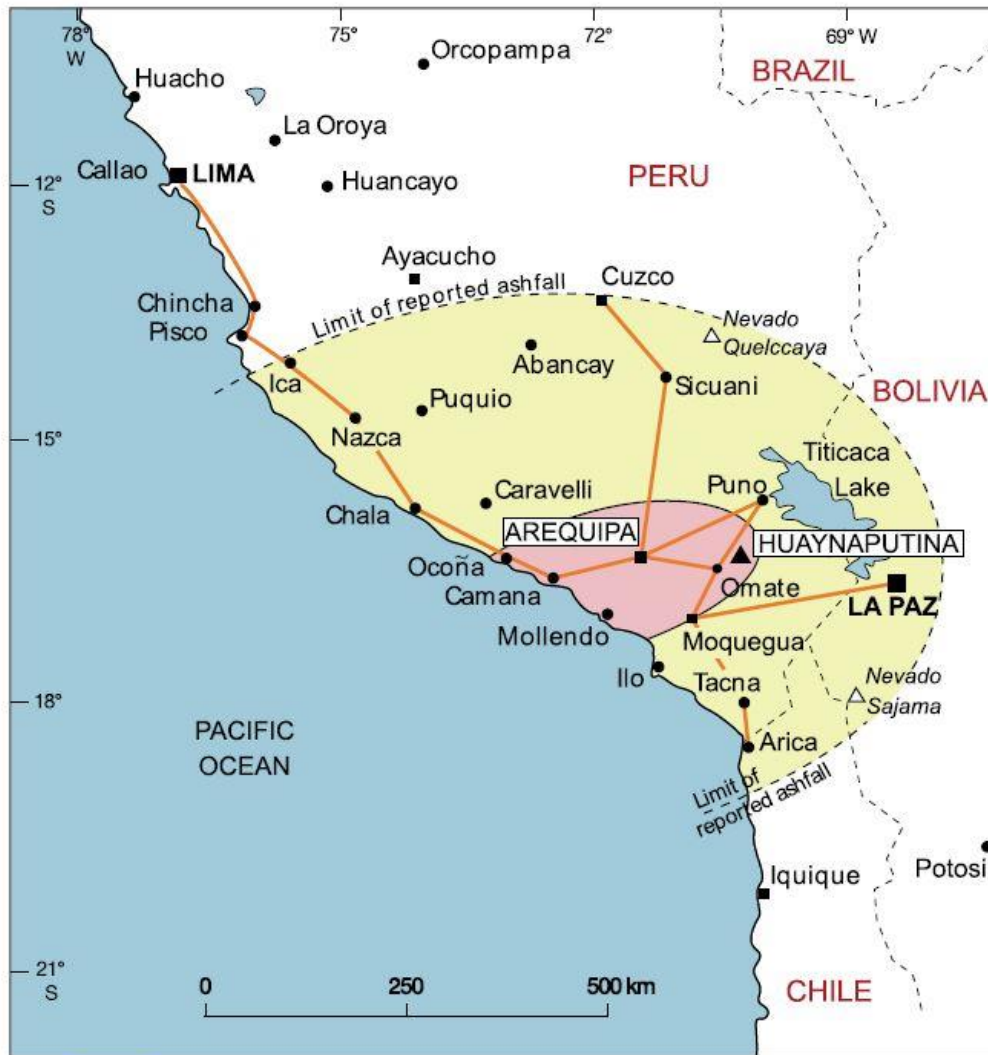 78°
W
75°
72°
69° W
Orcopampa
BRAZIL
Huacho
La Oroya
Callao
LIMA
Huancayo
PERU
12°
S
Ayacucho
Cuzco
Limit of reported ashfall
Chincha
Pisco
Nevado
Quelccaya
Abancay
Ica
Sicuani
BOLIVIA
Puquio
Nazca
15°
Titicaca
Lake
Puno
Caravelli
Chala
AREQUIPA
HUAYNAPUTINA
Ocoña
Omate
Camana
LA PAZ
Mollendo
Moquegua
Ilo
Tacna
Nevado
Sajama
18°
S
PACIFIC
OCEAN
Arica
Limit of
reported ashfall
Iquique
Potosi
21°
S
0
250
500 km
CHILE